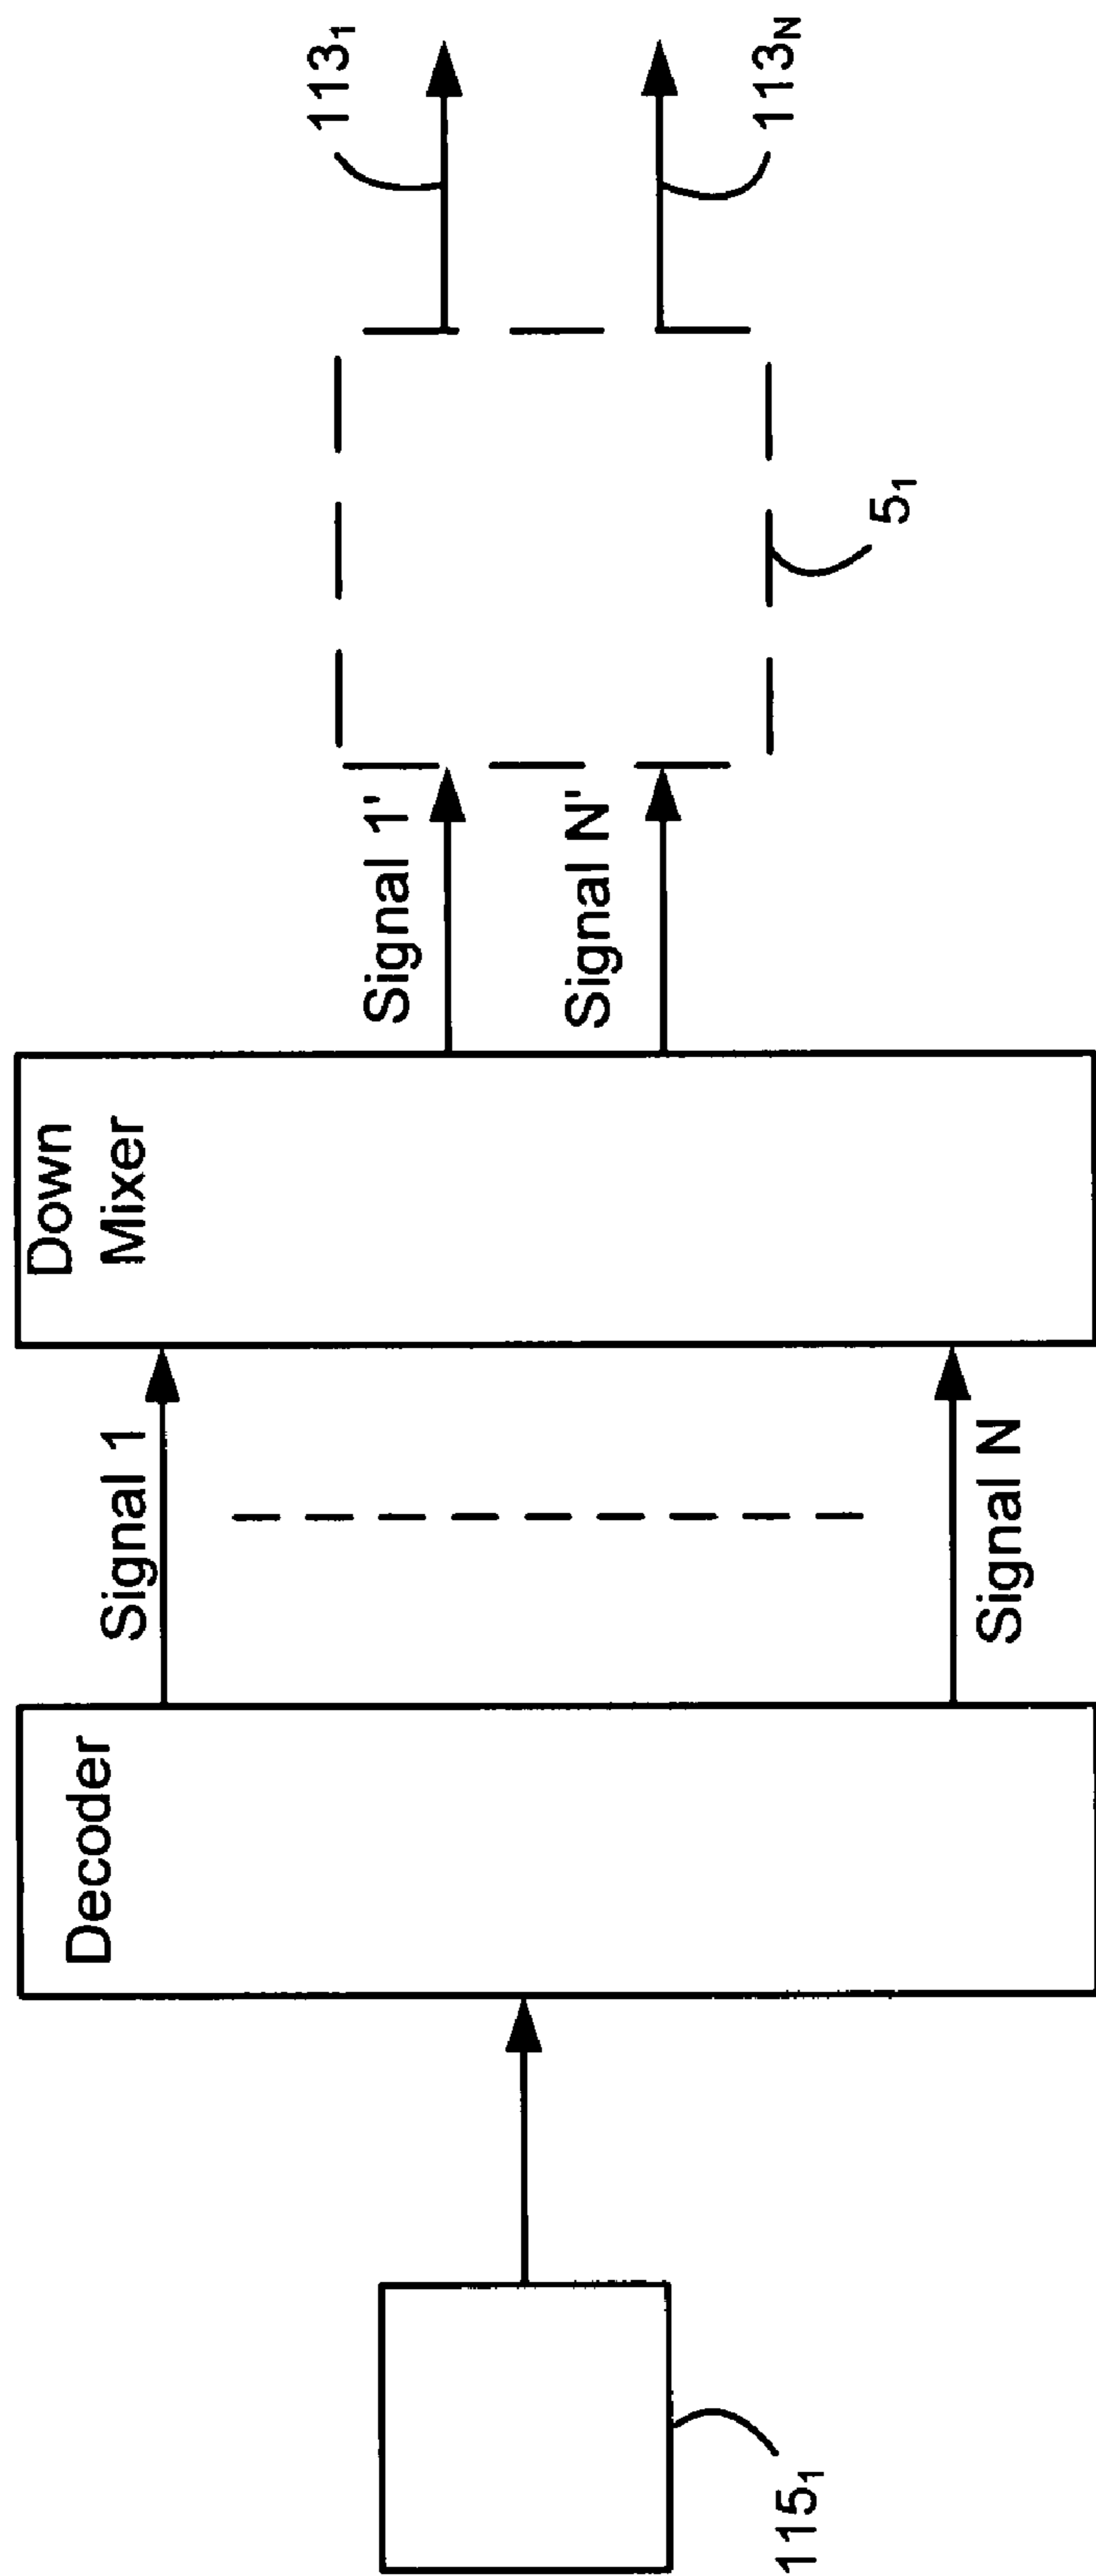 115₁
Decoder
Signal 1
Signal N
Down
Mixer
Signal 1'
Signal N'
5₁
113₁
113ₙ